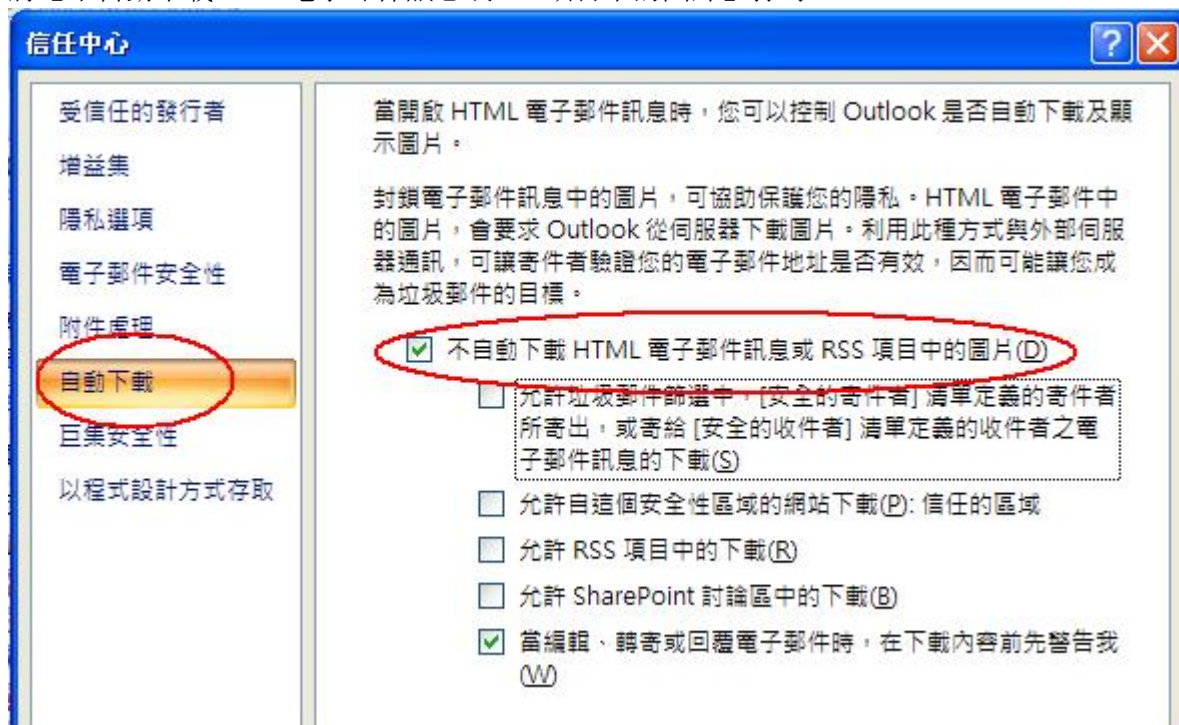 信任中心
受信任的發行者
增益集
隱私選項
電子郵件安全性
附件處理
自動下載
巨集安全性
以程式設計方式存取
當開啟 HTML 電子郵件訊息時，您可以控制 Outlook 是否自動下載及顯
示圖片。
封鎖電子郵件訊息中的圖片，可協助保護您的隱私。HTML 電子郵件中
的圖片，會要求 Outlook 從伺服器下載圖片。利用此種方式與外部伺服
器通訊，可讓寄件者驗證您的電子郵件地址是否有效，因而可能讓您成
為垃圾郵件的目標。
不自動下載 HTML 電子郵件訊息或 RSS 項目中的圖片(D)
允許垃圾郵件篩選中，[安全的寄件者] 清單定義的寄件者
所寄出，或寄給 [安全的收件者] 清單定義的收件者之電
子郵件訊息的下載(S)
允許自這個安全性區域的網站下載(P): 信任的區域
允許 RSS 項目中的下載(R)
允許 SharePoint 討論區中的下載(B)
當編輯、轉寄或回覆電子郵件時，在下載內容前先警告我
(W)